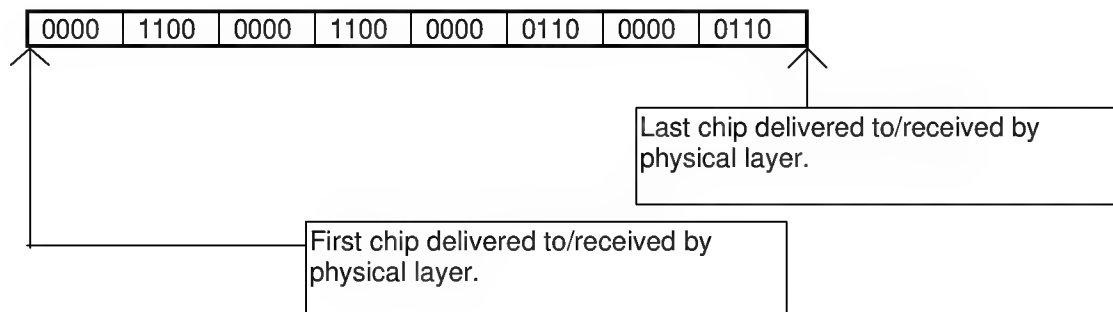 0000 1100 0000 1100 0000 0110 0000 0110
Last chip delivered to/received by
physical layer.
First chip delivered to/received by
physical layer.